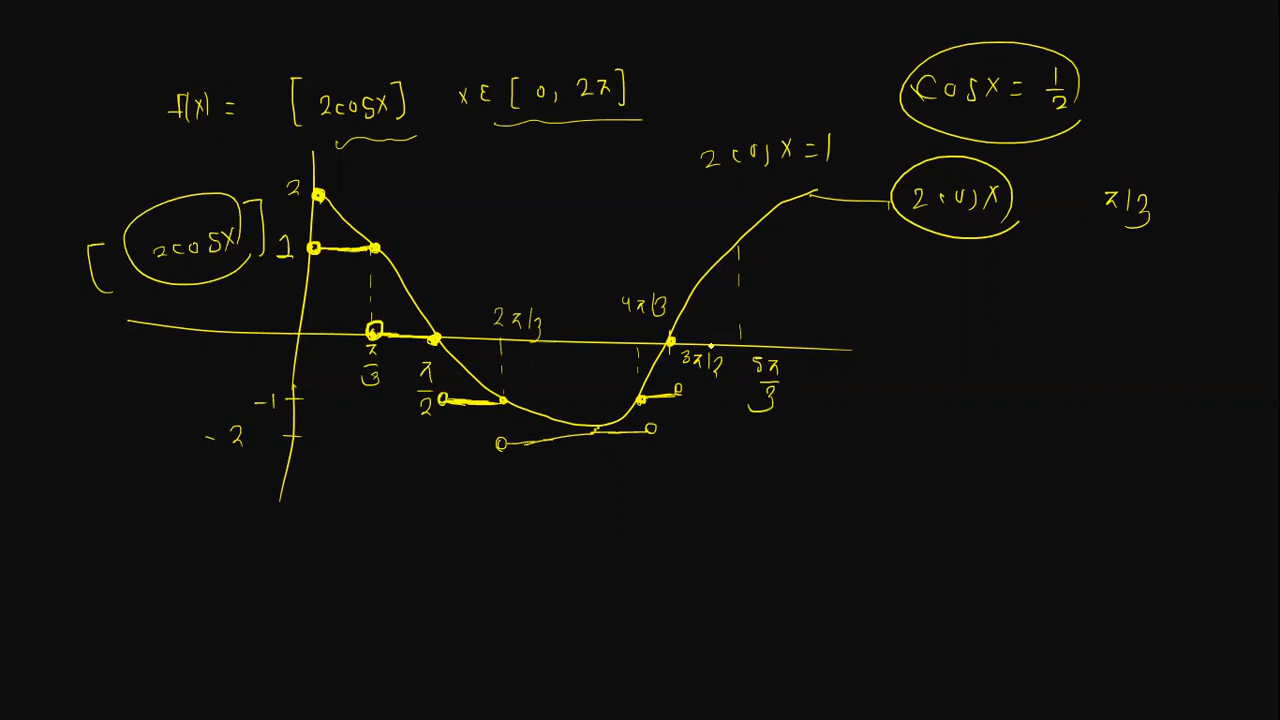 f(x) = [2cosx] x ε [0, 2π]
cosx = 1/2
2cosx = 1
2cosx
π/3
2
[2cosx] 1
4π/3
2π/3
π/3
π/2
3π/2
5π/3
-1
-2